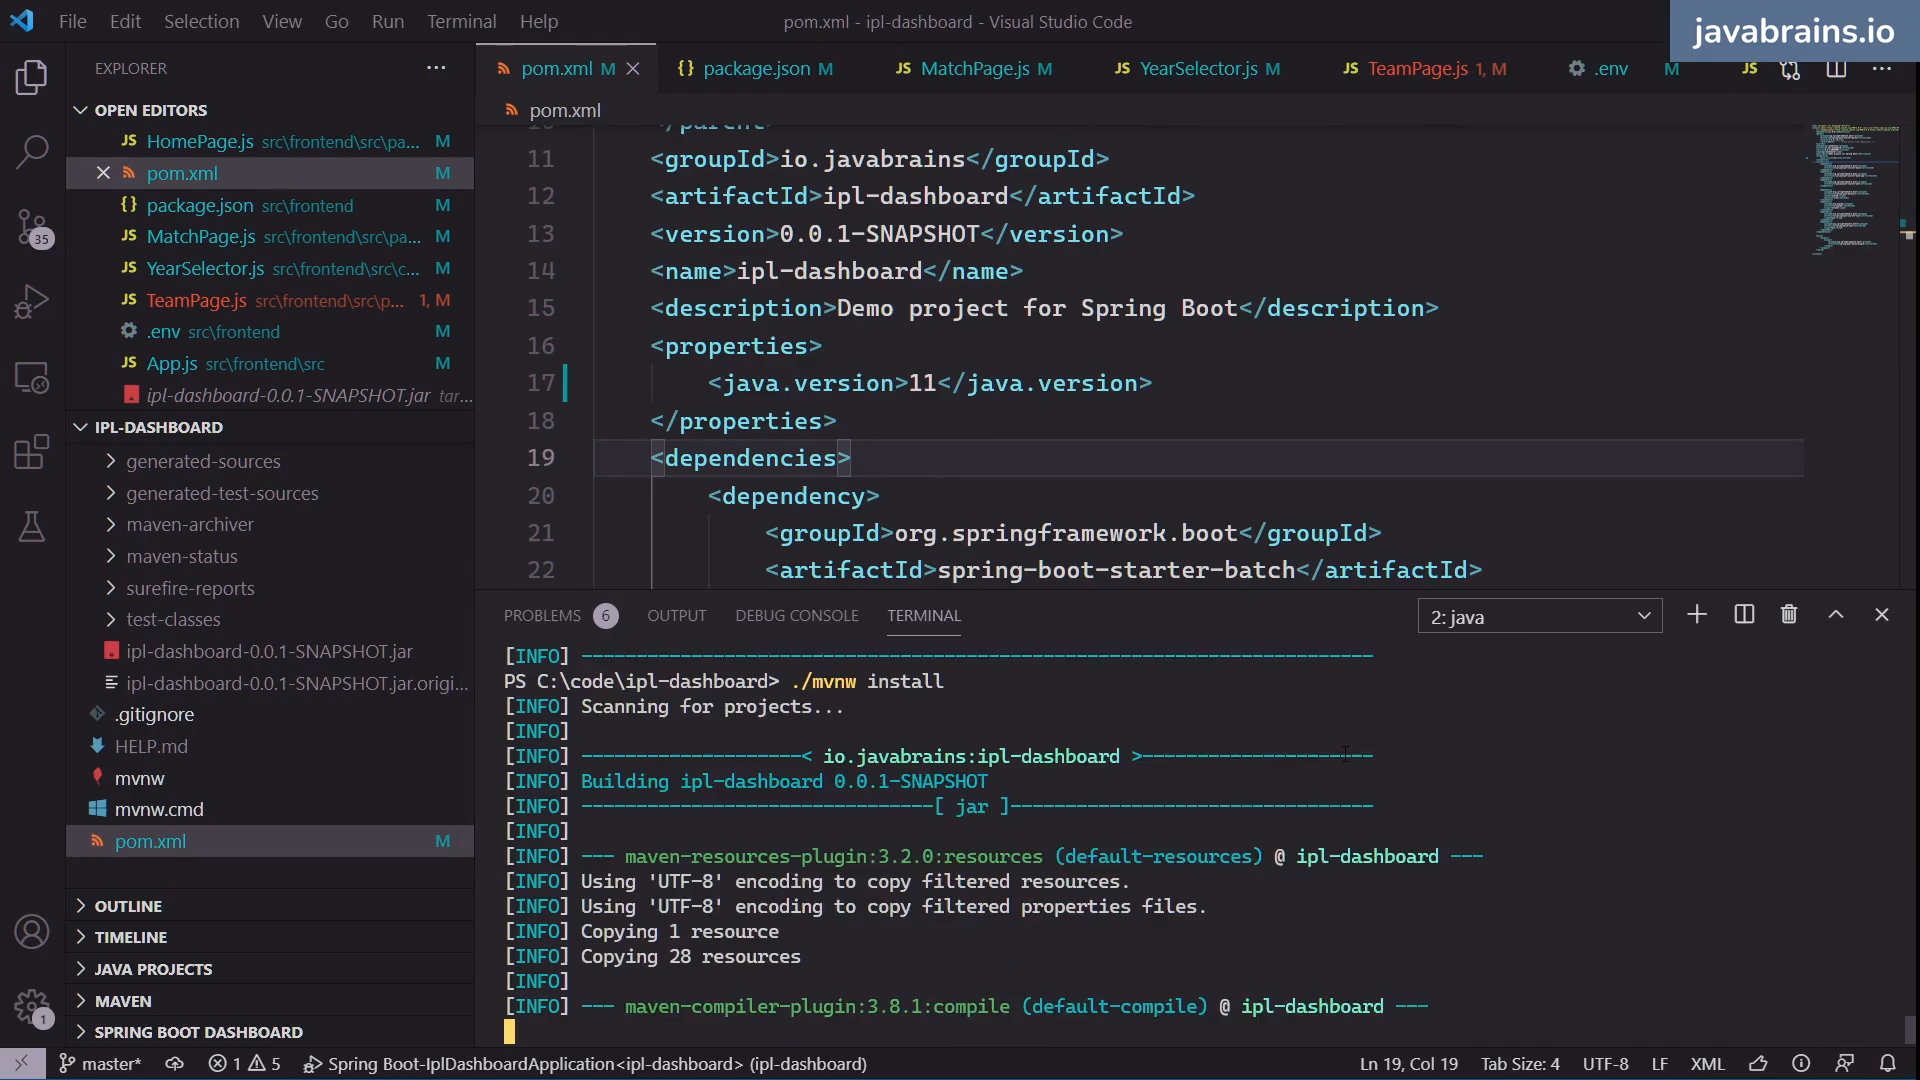 File Edit Selection View Go Run Terminal Help
pom.xml - ipl-dashboard - Visual Studio Code
javabrains.io
EXPLORER ...
OPEN EDITORS
JS HomePage.js src\frontend\src\pa... M
pom.xml M
{} package.json src\frontend M
JS MatchPage.js src\frontend\src\pa... M
JS YearSelector.js src\frontend\src\c... M
JS TeamPage.js src\frontend\src\p... 1, M
.env src\frontend M
JS App.js src\frontend\src M
ipl-dashboard-0.0.1-SNAPSHOT.jar tar...
IPL-DASHBOARD
generated-sources
generated-test-sources
maven-archiver
maven-status
surefire-reports
test-classes
ipl-dashboard-0.0.1-SNAPSHOT.jar
ipl-dashboard-0.0.1-SNAPSHOT.jar.origi...
.gitignore
HELP.md
mvnw
mvnw.cmd
pom.xml M
OUTLINE
TIMELINE
JAVA PROJECTS
MAVEN
SPRING BOOT DASHBOARD
35
1
pom.xml M
{} package.json M
JS MatchPage.js M
JS YearSelector.js M
JS TeamPage.js 1, M
.env M
JS
...
pom.xml
10 </parent>
11 <groupId>io.javabrains</groupId>
12 <artifactId>ipl-dashboard</artifactId>
13 <version>0.0.1-SNAPSHOT</version>
14 <name>ipl-dashboard</name>
15 <description>Demo project for Spring Boot</description>
16 <properties>
17 <java.version>11</java.version>
18 </properties>
19 <dependencies>
20 <dependency>
21 <groupId>org.springframework.boot</groupId>
22 <artifactId>spring-boot-starter-batch</artifactId>
PROBLEMS 6 OUTPUT DEBUG CONSOLE TERMINAL 2: java
[INFO] ------------------------------------------------------------------------
PS C:\code\ipl-dashboard> ./mvnw install
[INFO] Scanning for projects...
[INFO]
[INFO] --------------------< io.javabrains:ipl-dashboard >---------------------
[INFO] Building ipl-dashboard 0.0.1-SNAPSHOT
[INFO] --------------------------------[ jar ]---------------------------------
[INFO]
[INFO] --- maven-resources-plugin:3.2.0:resources (default-resources) @ ipl-dashboard ---
[INFO] Using 'UTF-8' encoding to copy filtered resources.
[INFO] Using 'UTF-8' encoding to copy filtered properties files.
[INFO] Copying 1 resource
[INFO] Copying 28 resources
[INFO]
[INFO] --- maven-compiler-plugin:3.8.1:compile (default-compile) @ ipl-dashboard ---
master* 1 5 Spring Boot-IplDashboardApplication<ipl-dashboard> (ipl-dashboard) Ln 19, Col 19 Tab Size: 4 UTF-8 LF XML